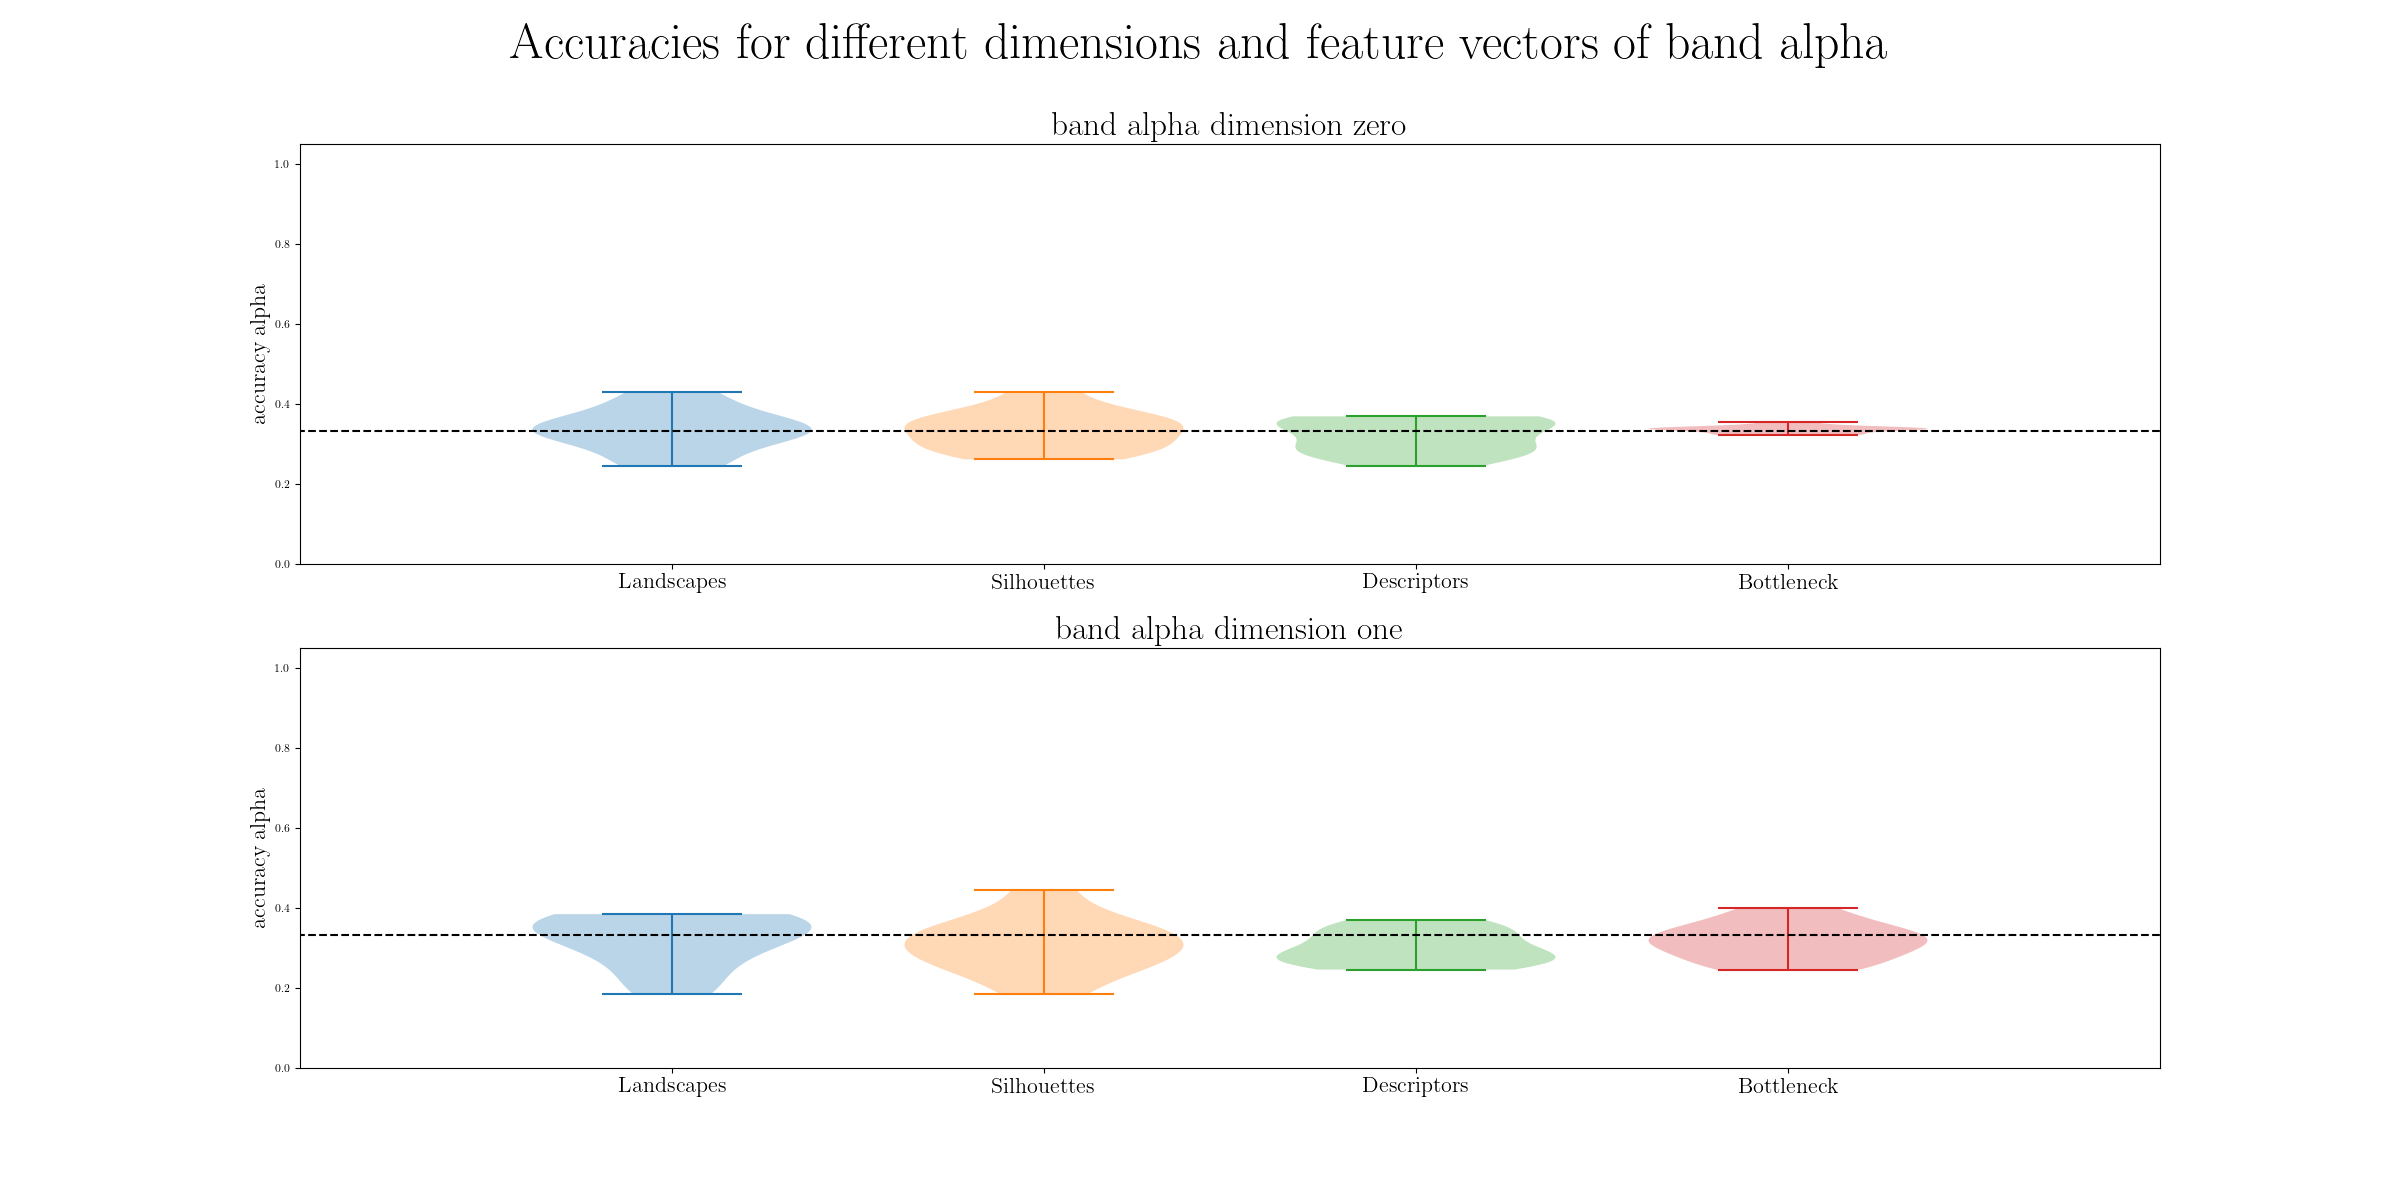 Accuracies for different dimensions and feature vectors of band alpha
band alpha dimension zero
1.0
0.8
0.6
0.4
0.2
0.0
accuracy alpha
Landscapes Silhouettes Descriptors Bottleneck
band alpha dimension one
1.0
0.8
0.6
0.4
0.2
0.0
accuracy alpha
Landscapes Silhouettes Descriptors Bottleneck